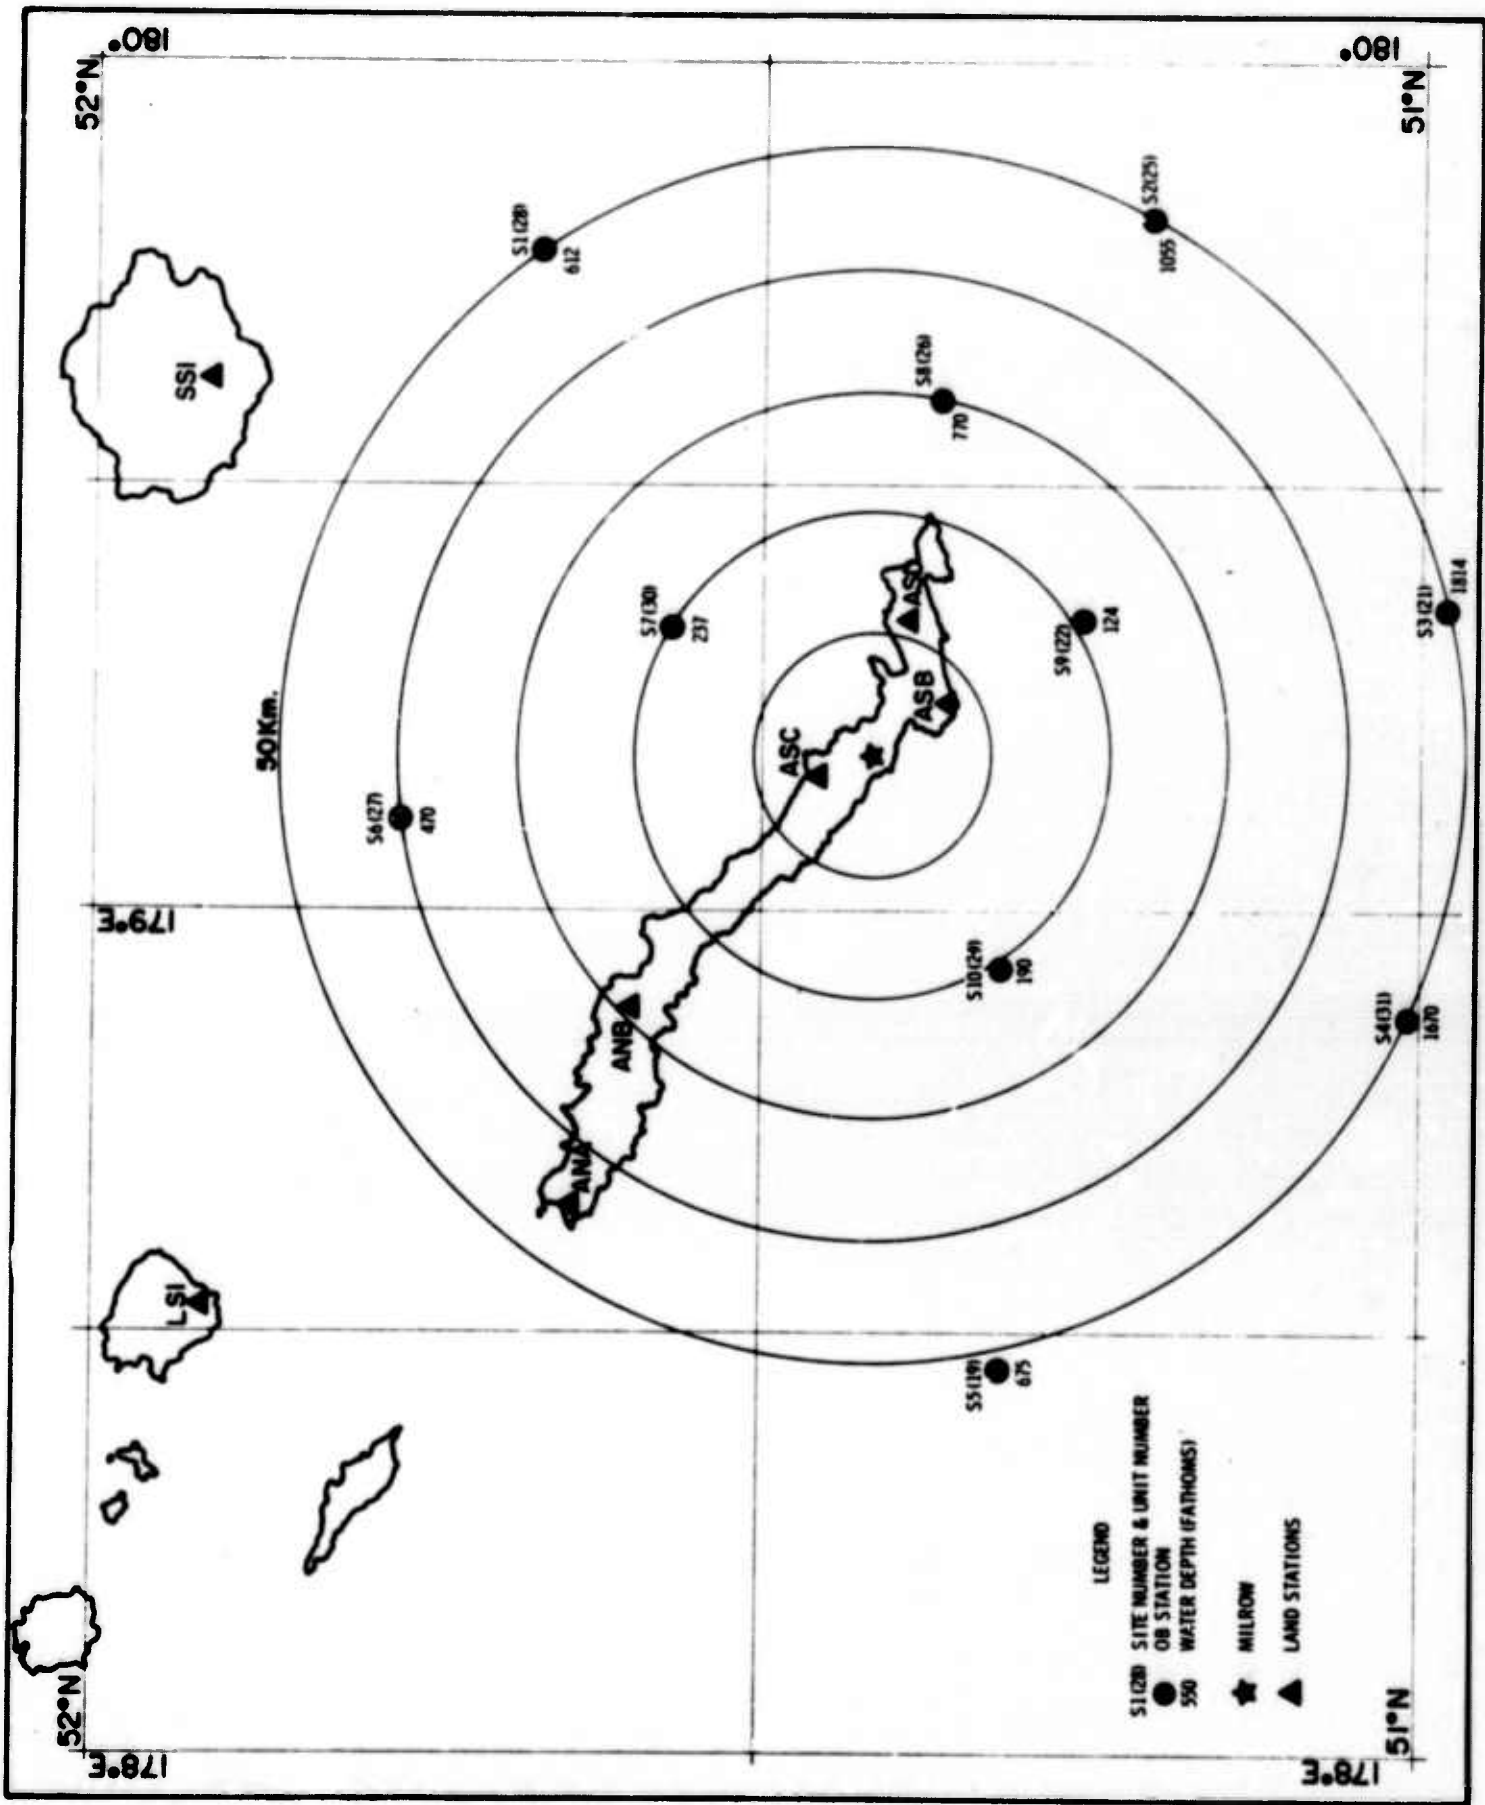 52°N
52°N
178°E
179°E
180°
LSI
SSI
50Km.
S6(27)
470
S1(28)
612
ANA
ANB
S7(30)
237
ASC
ASB
ASD
S8(26)
770
S5(19)
675
S10(29)
190
S9(22)
124
S2(25)
1055
S4(31)
1670
S3(21)
1814
LEGEND
S1(28) SITE NUMBER & UNIT NUMBER
OB STATION
550 WATER DEPTH (FATHOMS)
MILROW
LAND STATIONS
51°N
178°E
51°N
180°